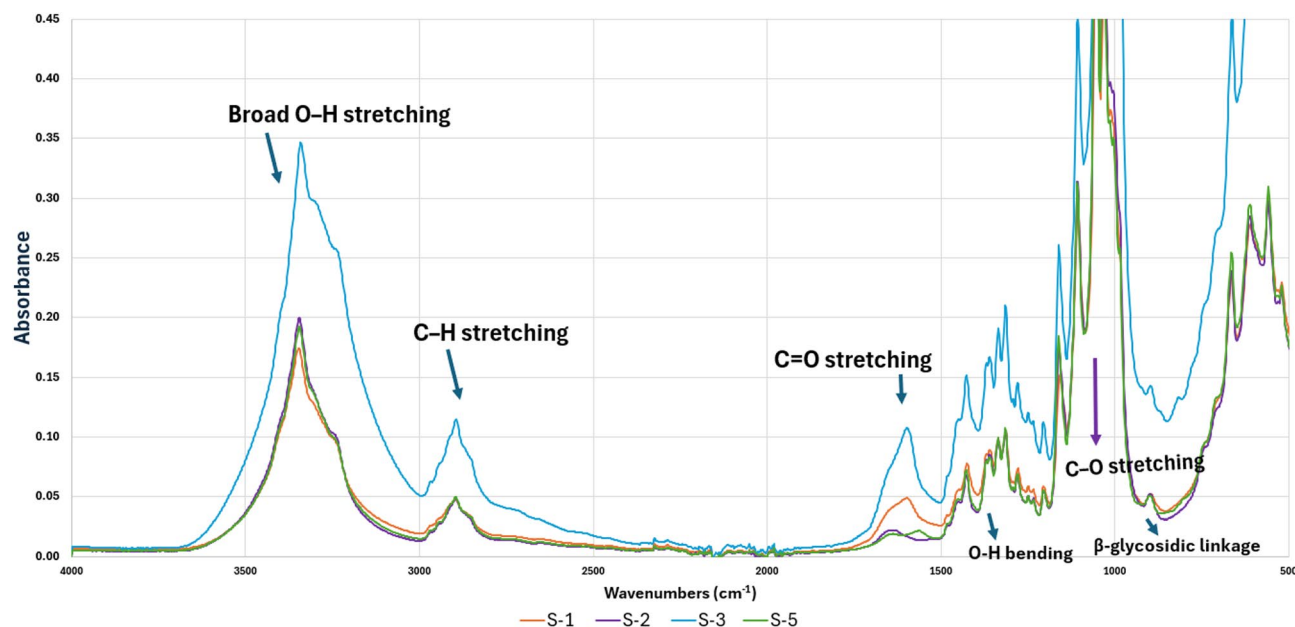 0.45
0.40
0.35
0.30
0.25
0.20
0.15
0.10
0.05
0.00
Absorbance
Broad O–H stretching
C–H stretching
C=O stretching
C–O stretching
O-H bending
β-glycosidic linkage
4000 3500 3000 2500 2000 1500 1000 500
Wavenumbers (cm⁻¹)
S-1 S-2 S-3 S-5